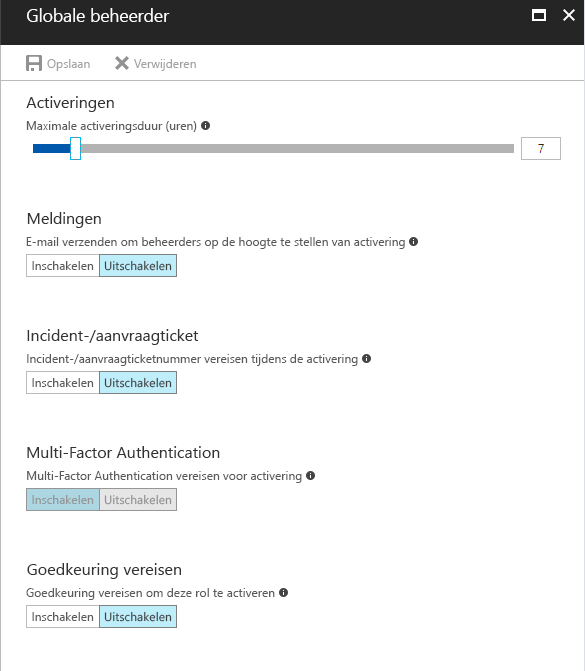 Globale beheerder
Opslaan Verwijderen
Activeringen
Maximale activeringsduur (uren)
7
Meldingen
E-mail verzenden om beheerders op de hoogte te stellen van activering
Inschakelen Uitschakelen
Incident-/aanvraagticket
Incident-/aanvraagticketnummer vereisen tijdens de activering
Inschakelen Uitschakelen
Multi-Factor Authentication
Multi-Factor Authentication vereisen voor activering
Inschakelen Uitschakelen
Goedkeuring vereisen
Goedkeuring vereisen om deze rol te activeren
Inschakelen Uitschakelen